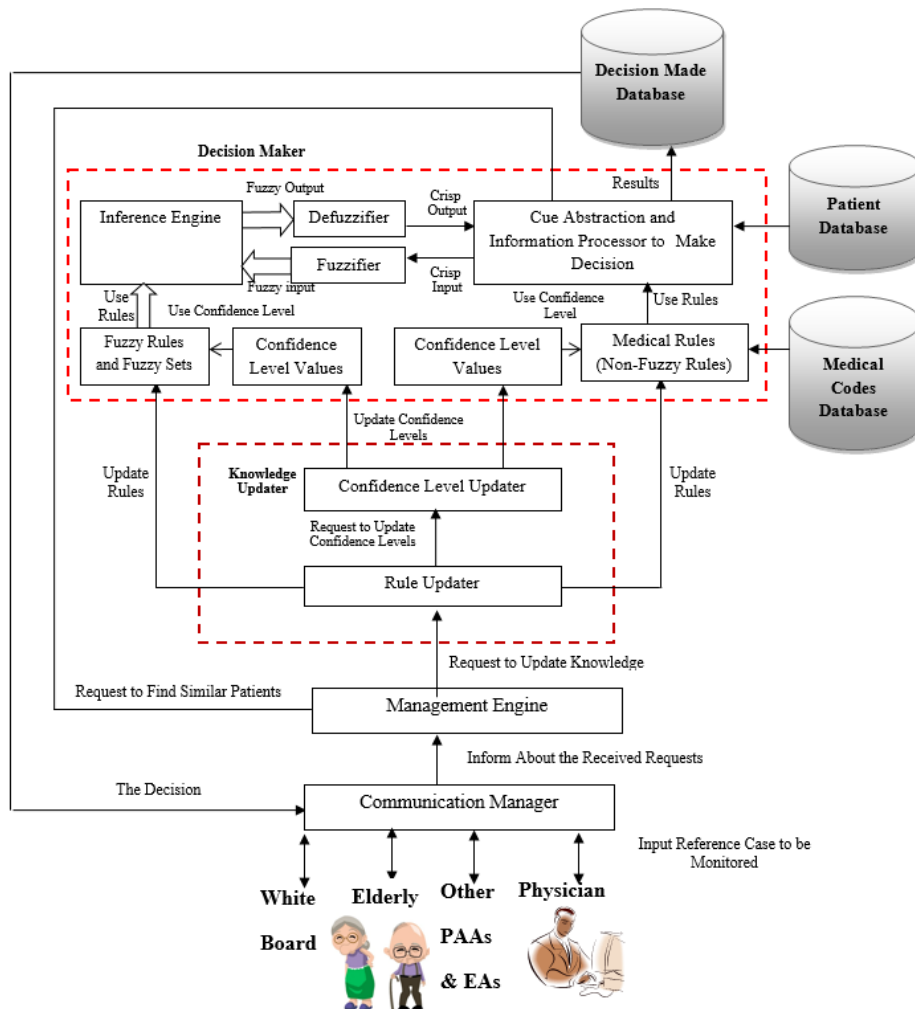 Decision Made
Database
Decision Maker
Fuzzy Output
Crisp
Output
Results
Inference Engine
Defuzzifier
Cue Abstraction and
Information Processor to Make
Decision
Patient
Database
Fuzzifier
Fuzzy input
Crisp
Input
Use
Rules
Use Confidence Level
Use Confidence
Level
Use Rules
Fuzzy Rules
and Fuzzy Sets
Confidence
Level Values
Confidence Level
Values
Medical Rules
(Non-Fuzzy Rules)
Medical
Codes
Database
Update Confidence
Levels
Knowledge
Updater
Update
Rules
Confidence Level Updater
Update
Rules
Request to Update
Confidence Levels
Rule Updater
Request to Update Knowledge
Request to Find Similar Patients
Management Engine
Inform About the Received Requests
The Decision
Communication Manager
Input Reference Case to be
Monitored
White
Board
Elderly
Other
PAAs
& EAs
Physician